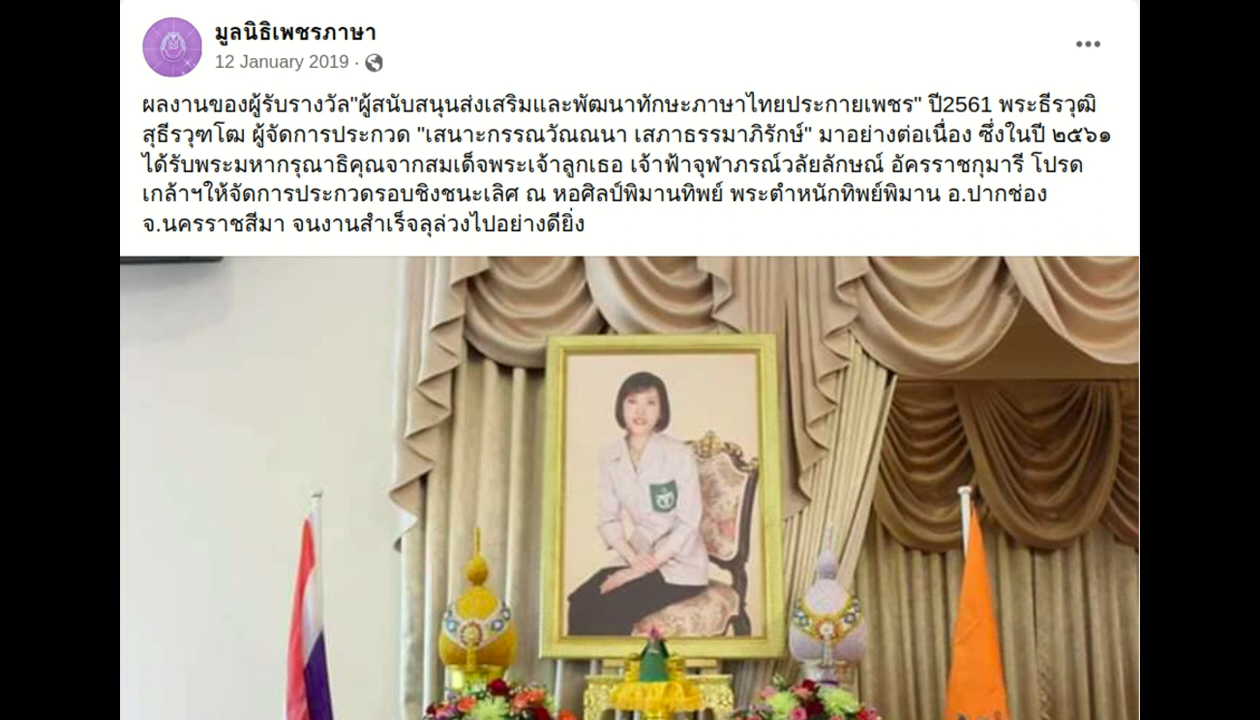 มูลนิธิเพชรภาษา
12 January 2019 ·
ผลงานของผู้รับรางวัล"ผู้สนับสนุนส่งเสริมและพัฒนาทักษะภาษาไทยประกายเพชร" ปี2561 พระธีรวุฒิ
สุธีรวุฑโฒ ผู้จัดการประกวด "เสนาะกรรณวัณณนา เสภาธรรมาภิรักษ์" มาอย่างต่อเนื่อง ซึ่งในปี ๒๕๖๑
ได้รับพระมหากรุณาธิคุณจากสมเด็จพระเจ้าลูกเธอ เจ้าฟ้าจุฬาภรณ์วลัยลักษณ์ อัครราชกุมารี โปรด
เกล้าฯให้จัดการประกวดรอบชิงชนะเลิศ ณ หอศิลป์พิมานทิพย์ พระตำหนักทิพย์พิมาน อ.ปากช่อง
จ.นครราชสีมา จนงานสำเร็จลุล่วงไปอย่างดียิ่ง